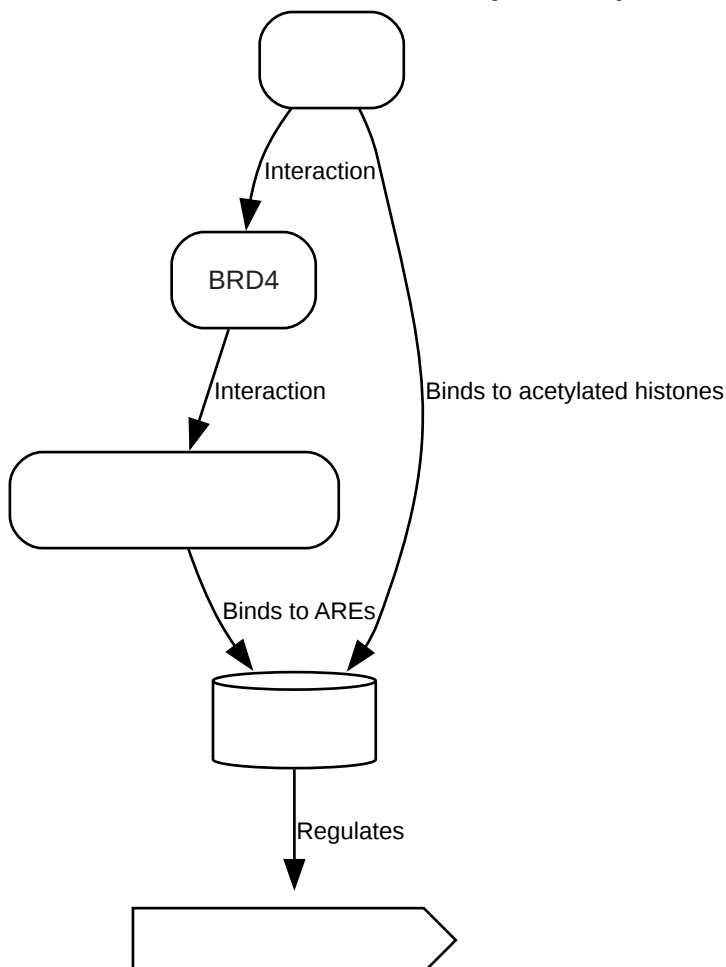 Interaction
BRD4
Interaction
Binds to acetylated histones
Binds to AREs
Regulates